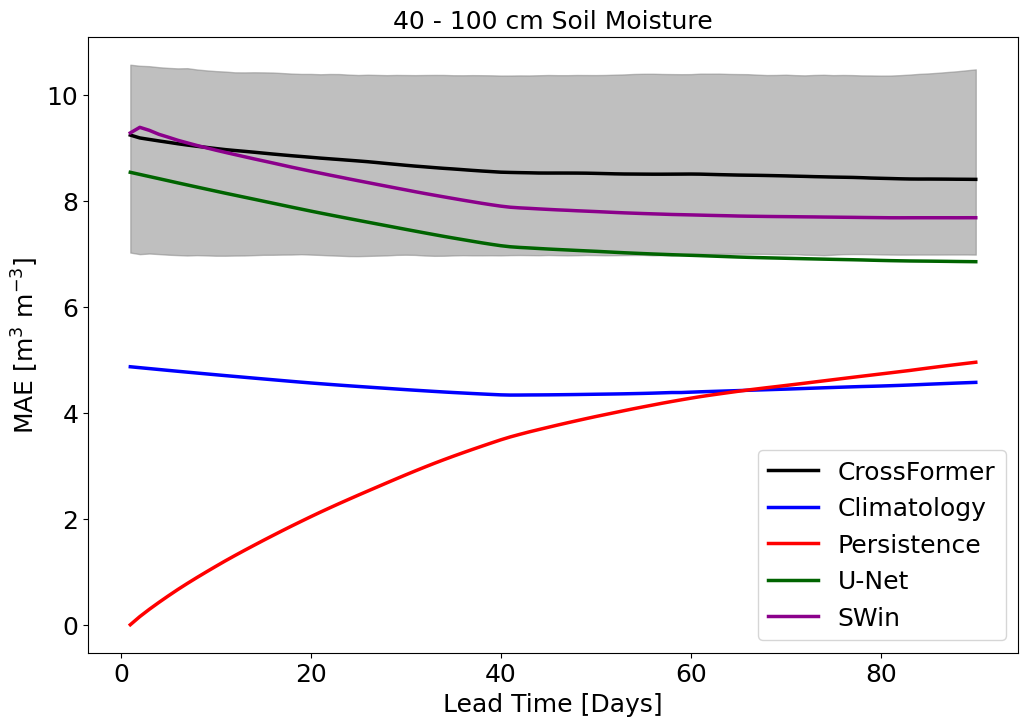 40 - 100 cm Soil Moisture
MAE [m³ m⁻³]
10
8
6
4
2
0
0 20 40 60 80
Lead Time [Days]
CrossFormer
Climatology
Persistence
U-Net
SWin